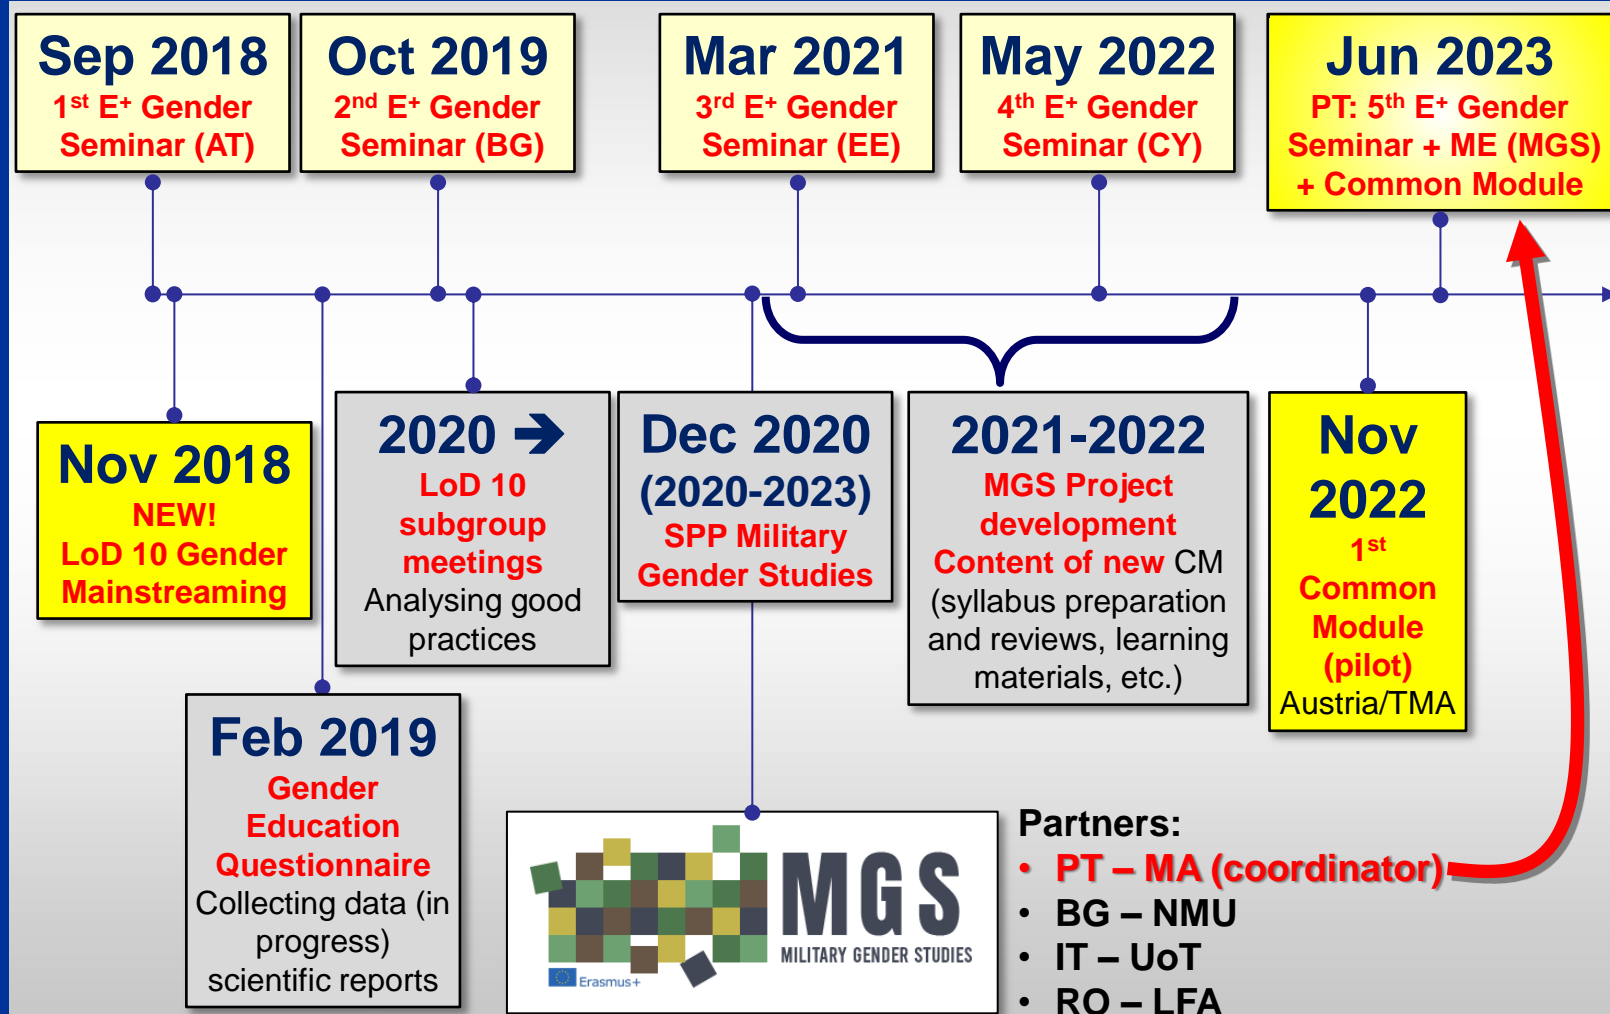 Sep 2018
1st E+ Gender
Seminar (AT)
Oct 2019
2nd E+ Gender
Seminar (BG)
Mar 2021
3rd E+ Gender
Seminar (EE)
May 2022
4th E+ Gender
Seminar (CY)
Jun 2023
PT: 5th E+ Gender
Seminar + ME (MGS)
+ Common Module
Nov 2018
NEW!
LoD 10 Gender
Mainstreaming
2020 ➔
LoD 10
subgroup
meetings
Analysing good
practices
Dec 2020
(2020-2023)
SPP Military
Gender Studies
2021-2022
MGS Project
development
Content of new CM
(syllabus preparation
and reviews, learning
materials, etc.)
Nov
2022
1st
Common
Module
(pilot)
Austria/TMA
Feb 2019
Gender
Education
Questionnaire
Collecting data (in
progress)
scientific reports
MGS
MILITARY GENDER STUDIES
Erasmus+
Partners:
• PT – MA (coordinator)
• BG – NMU
• IT – UoT
• RO – LFA